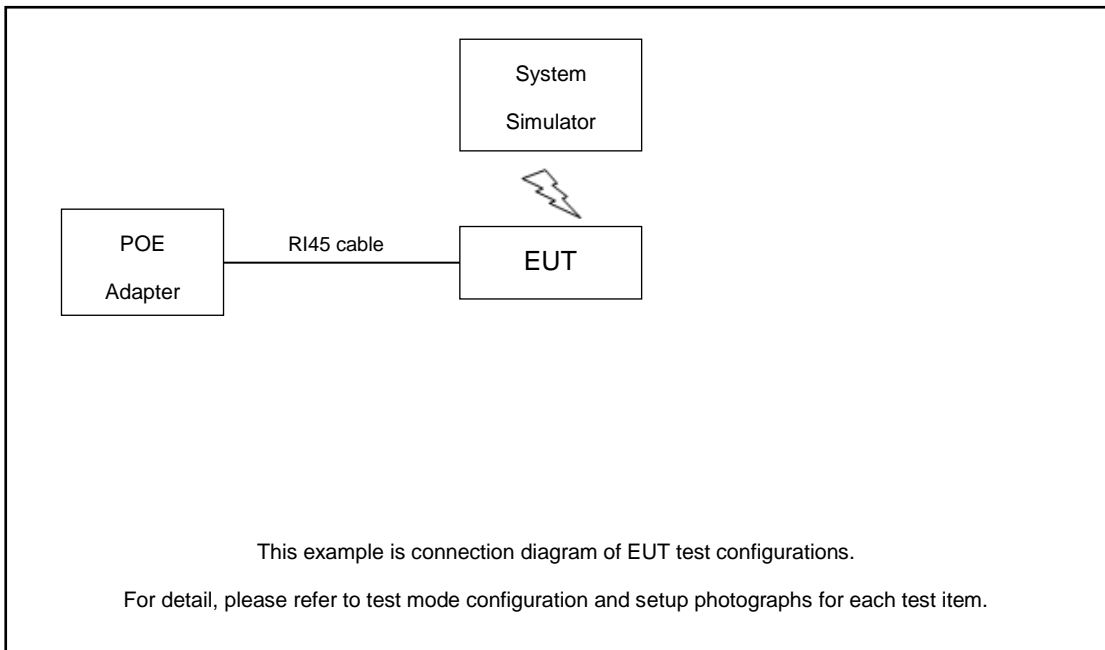 System
Simulator
POE
Adapter
RI45 cable
EUT
This example is connection diagram of EUT test configurations.
For detail, please refer to test mode configuration and setup photographs for each test item.